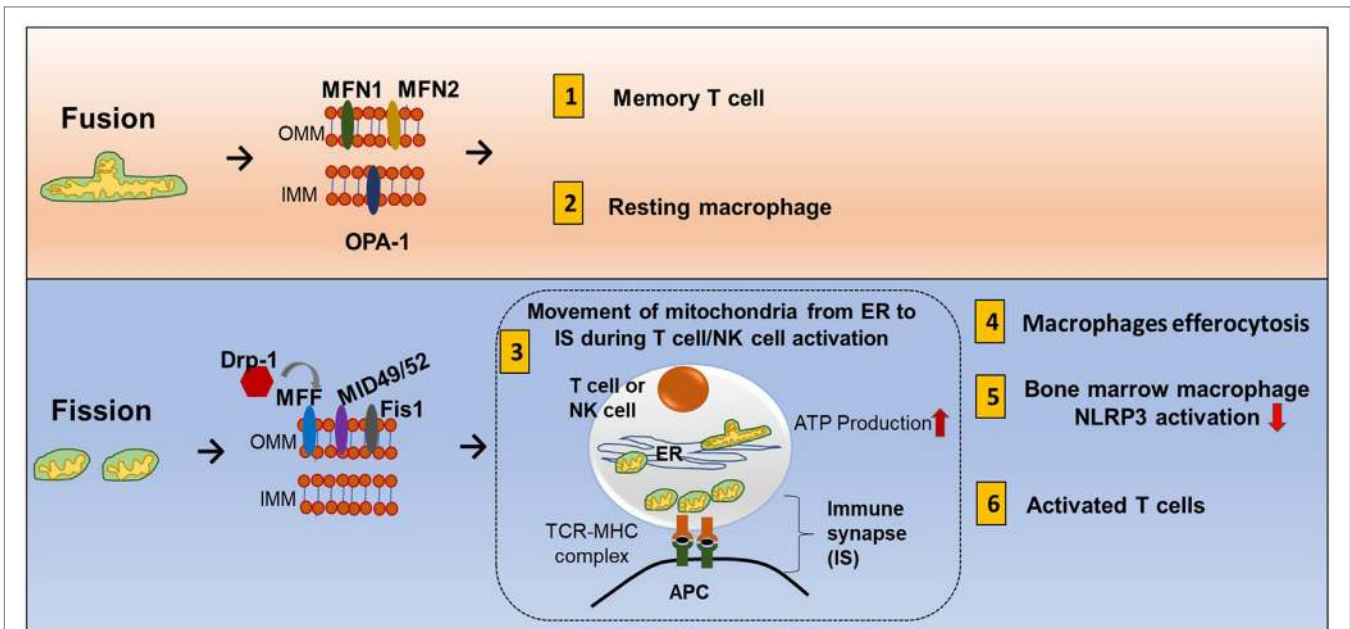 MFN1 MFN2
Fusion
OMM
IMM
OPA-1
1 Memory T cell
2 Resting macrophage
Drp-1
MFF
MID49/52
Fis1
Fission
OMM
IMM
3
Movement of mitochondria from ER to
IS during T cell/NK cell activation
T cell or
NK cell
ER
ATP Production
TCR-MHC
complex
Immune
synapse
(IS)
APC
4 Macrophages efferocytosis
5 Bone marrow macrophage
NLRP3 activation
6 Activated T cells